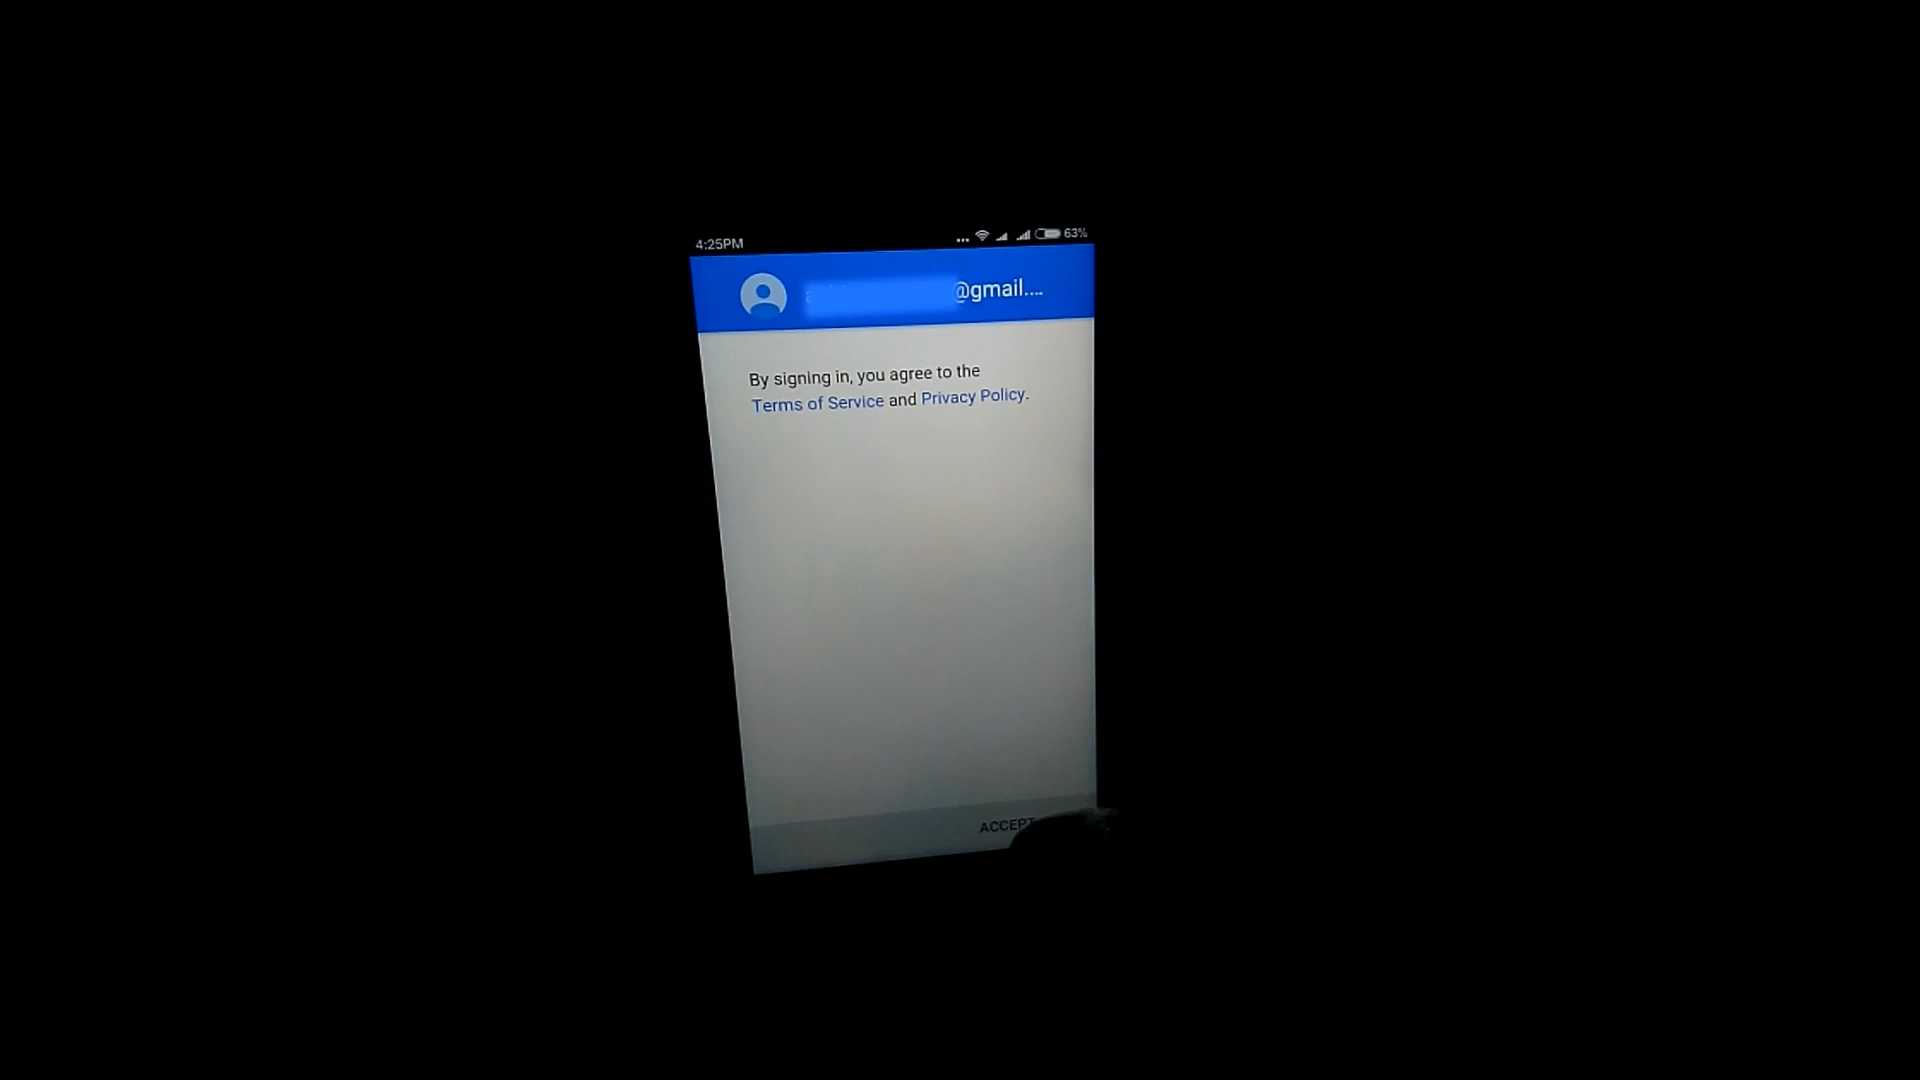 4:25PM
63%
@gmail....
By signing in, you agree to the
Terms of Service and Privacy Policy.
ACCEPT